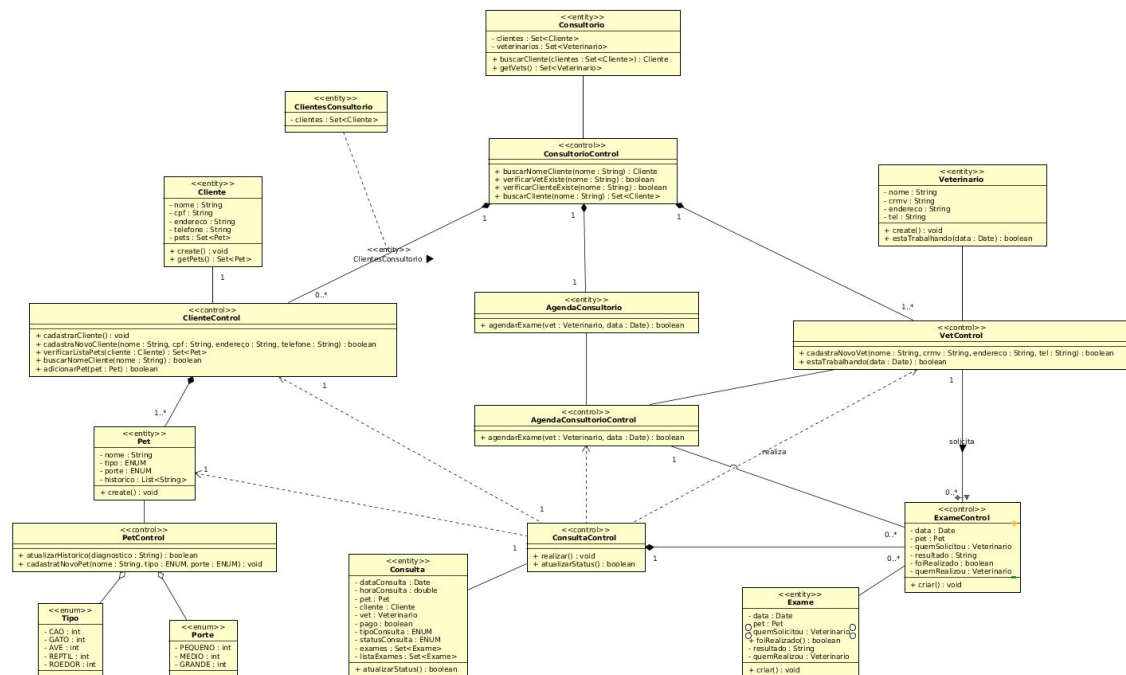 <<entity>>
Consultorio
- clientes : Set<Cliente>
- veterinarios : Set<Veterinario>
+ buscarCliente(clientes : Set<Cliente>) : Cliente
+ getVets() : Set<Veterinario>
<<entity>>
ClientesConsultorio
- clientes : Set<Cliente>
<<control>>
ConsultorioControl
+ buscarNomeCliente(nome : String) : Cliente
+ verificarVetExiste(nome : String) : boolean
+ verificarClienteExiste(nome : String) : boolean
+ buscarCliente(nome : String) : Set<Cliente>
1
1
1
<<entity>>
Cliente
- nome : String
- cpf : String
- endereco : String
- telefone : String
- pets : Set<Pet>
+ create() : void
+ getPets() : Set<Pet>
1
<<entity>>
Veterinario
- nome : String
- crmv : String
- endereco : String
- tel : String
+ create() : void
+ estaTrabalhando(data : Date) : boolean
<<entity>>
ClientesConsultorio
0..*
1
1..*
<<control>>
ClienteControl
+ cadastrarCliente() : void
+ cadastraNovoCliente(nome : String, cpf : String, endereço : String, telefone : String) : boolean
+ verificarListaPets(cliente : Cliente) : Set<Pet>
+ buscarNomeCliente(nome : String) : boolean
+ adicionarPet(pet : Pet) : boolean
<<entity>>
AgendaConsultorio
+ agendarExame(vet : Veterinario, data : Date) : boolean
<<control>>
VetControl
+ cadastraNovoVet(nome : String, crmv : String, endereco : String, tel : String) : boolean
+ estaTrabalhando(data : Date) : boolean
1
1
1..*
<<control>>
AgendaConsultorioControl
+ agendarExame(vet : Veterinario, data : Date) : boolean
<<entity>>
Pet
- nome : String
- tipo : ENUM
- porte : ENUM
- historico : List<String>
+ create() : void
1
realiza
1
solicita
0..*
<<control>>
PetControl
+ atualizarHistorico(diagnostico : String) : boolean
+ cadastratNovoPet(nome : String, tipo : ENUM, porte : ENUM) : void
1
1
<<control>>
ConsultaControl
+ realizar() : void
+ atualizarStatus() : boolean
1
0..*
0..*
<<control>>
ExameControl
- data : Date
- pet : Pet
- quemSolicitou : Veterinario
- resultado : String
- foiRealizado : boolean
- quemRealizou : Veterinario
+ criar() : void
<<entity>>
Consulta
- dataConsulta : Date
- horaConsulta : double
- pet : Pet
- cliente : Cliente
- vet : Veterinario
- pago : boolean
- tipoConsulta : ENUM
- statusConsulta : ENUM
- exames : Set<Exame>
- listaExames : Set<Exames>
+ atualizarStatus() : boolean
<<entity>>
Exame
- data : Date
pet : Pet
quemSolicitou : Veterinario
+ foiRealizado() : boolean
- resultado : String
- quemRealizou : Veterinario
+ criar() : void
<<enum>>
Tipo
- CAO : int
- GATO : int
- AVE : int
- REPTIL : int
- ROEDOR : int
<<enum>>
Porte
- PEQUENO : int
- MEDIO : int
- GRANDE : int